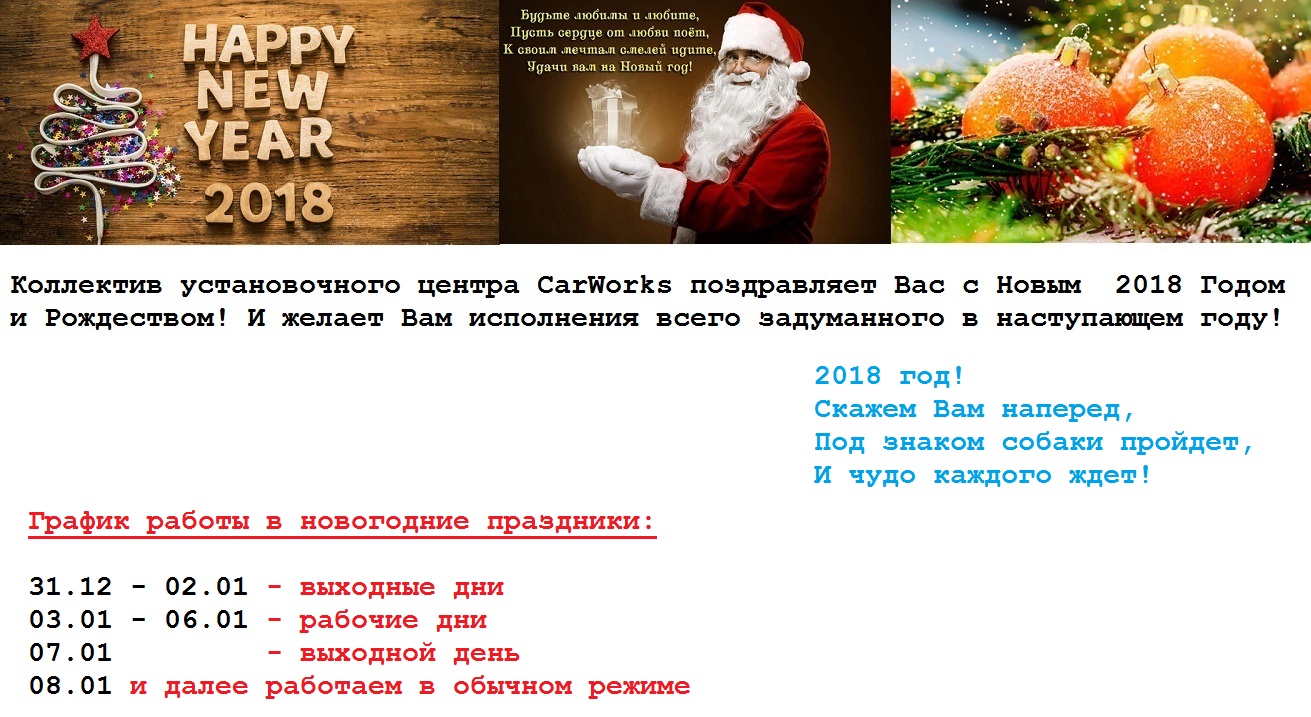 HAPPY
NEW
YEAR
2018
Будьте любимы и любите,
Пусть сердце от любви поёт,
К своим мечтам смелей идите,
Удачи вам на Новый год!
Коллектив установочного центра CarWorks поздравляет Вас с Новым 2018 Годом
и Рождеством! И желает Вам исполнения всего задуманного в наступающем году!
2018 год!
Скажем Вам наперед,
Под знаком собаки пройдет,
И чудо каждого ждет!
График работы в новогодние праздники:
31.12 - 02.01 - выходные дни
03.01 - 06.01 - рабочие дни
07.01 - выходной день
08.01 и далее работаем в обычном режиме